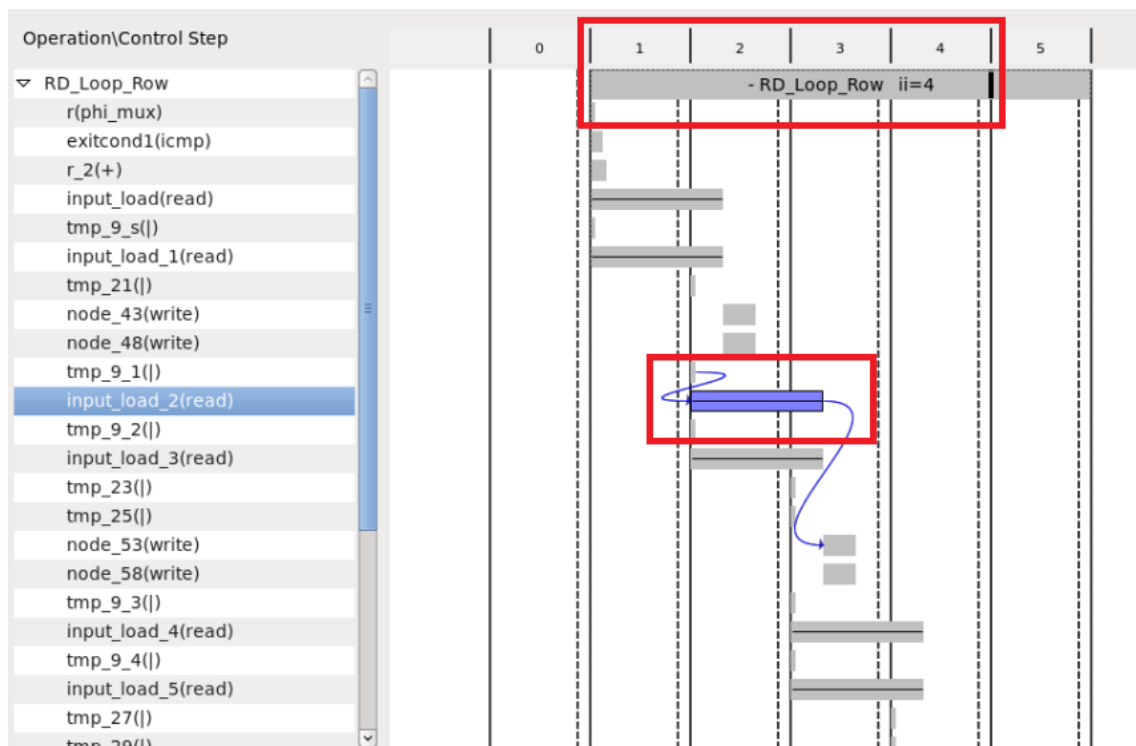 Operation\Control Step
0 1 2 3 4 5
RD_Loop_Row
- RD_Loop_Row ii=4
r(phi_mux)
exitcond1(icmp)
r_2(+)
input_load(read)
tmp_9_s(|)
input_load_1(read)
tmp_21(|)
node_43(write)
node_48(write)
tmp_9_1(|)
input_load_2(read)
tmp_9_2(|)
input_load_3(read)
tmp_23(|)
tmp_25(|)
node_53(write)
node_58(write)
tmp_9_3(|)
input_load_4(read)
tmp_9_4(|)
input_load_5(read)
tmp_27(|)
tmp_29(|)